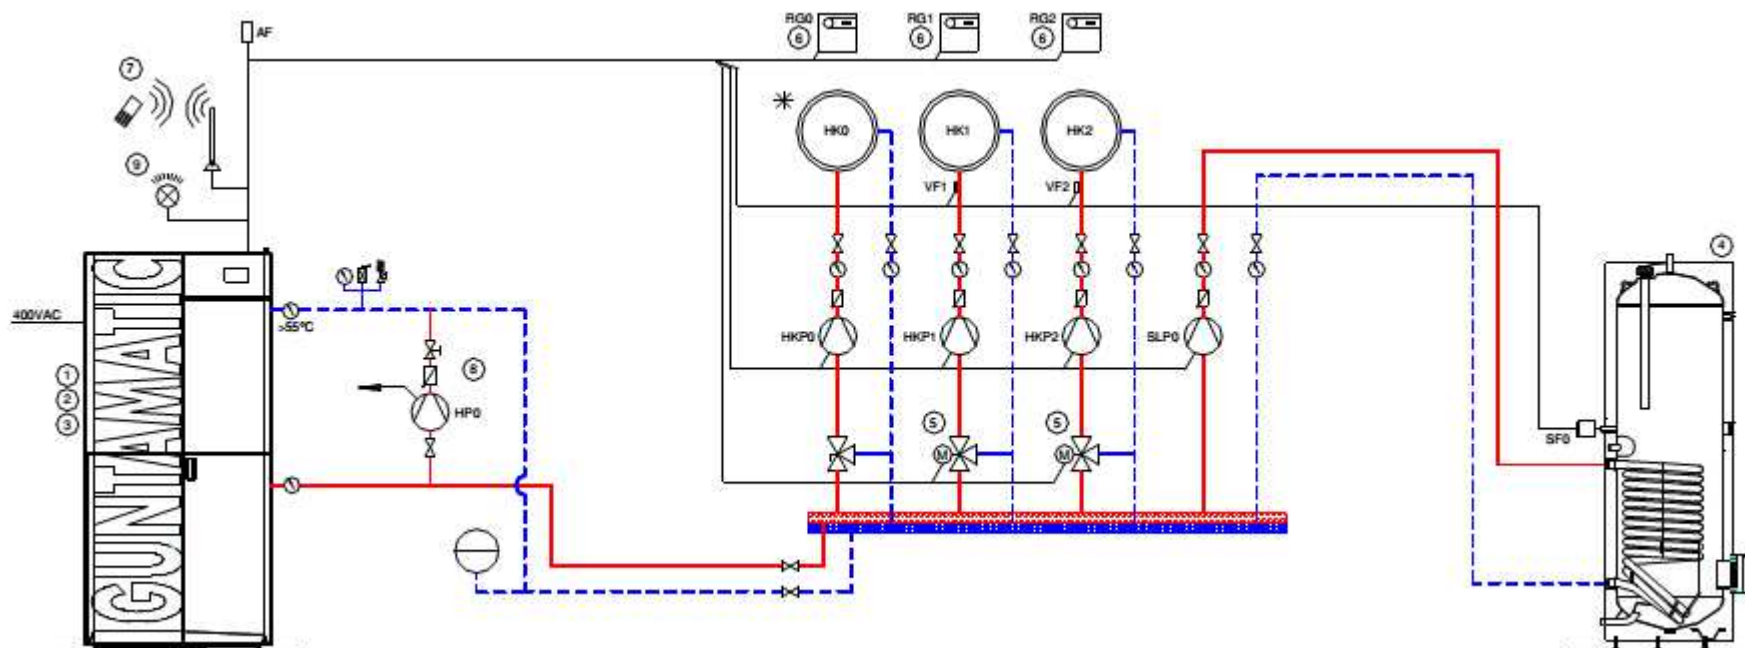 AF
RG0
RG1
RG2
6
6
6
7
HK0
HK1
HK2
9
VF1
VF2
4
400VAC
>55°C
HKP0
HKP1
HKP2
SLP0
1
2
3
8
HP0
5
5
M
M
SF0
GUNTAMATIC